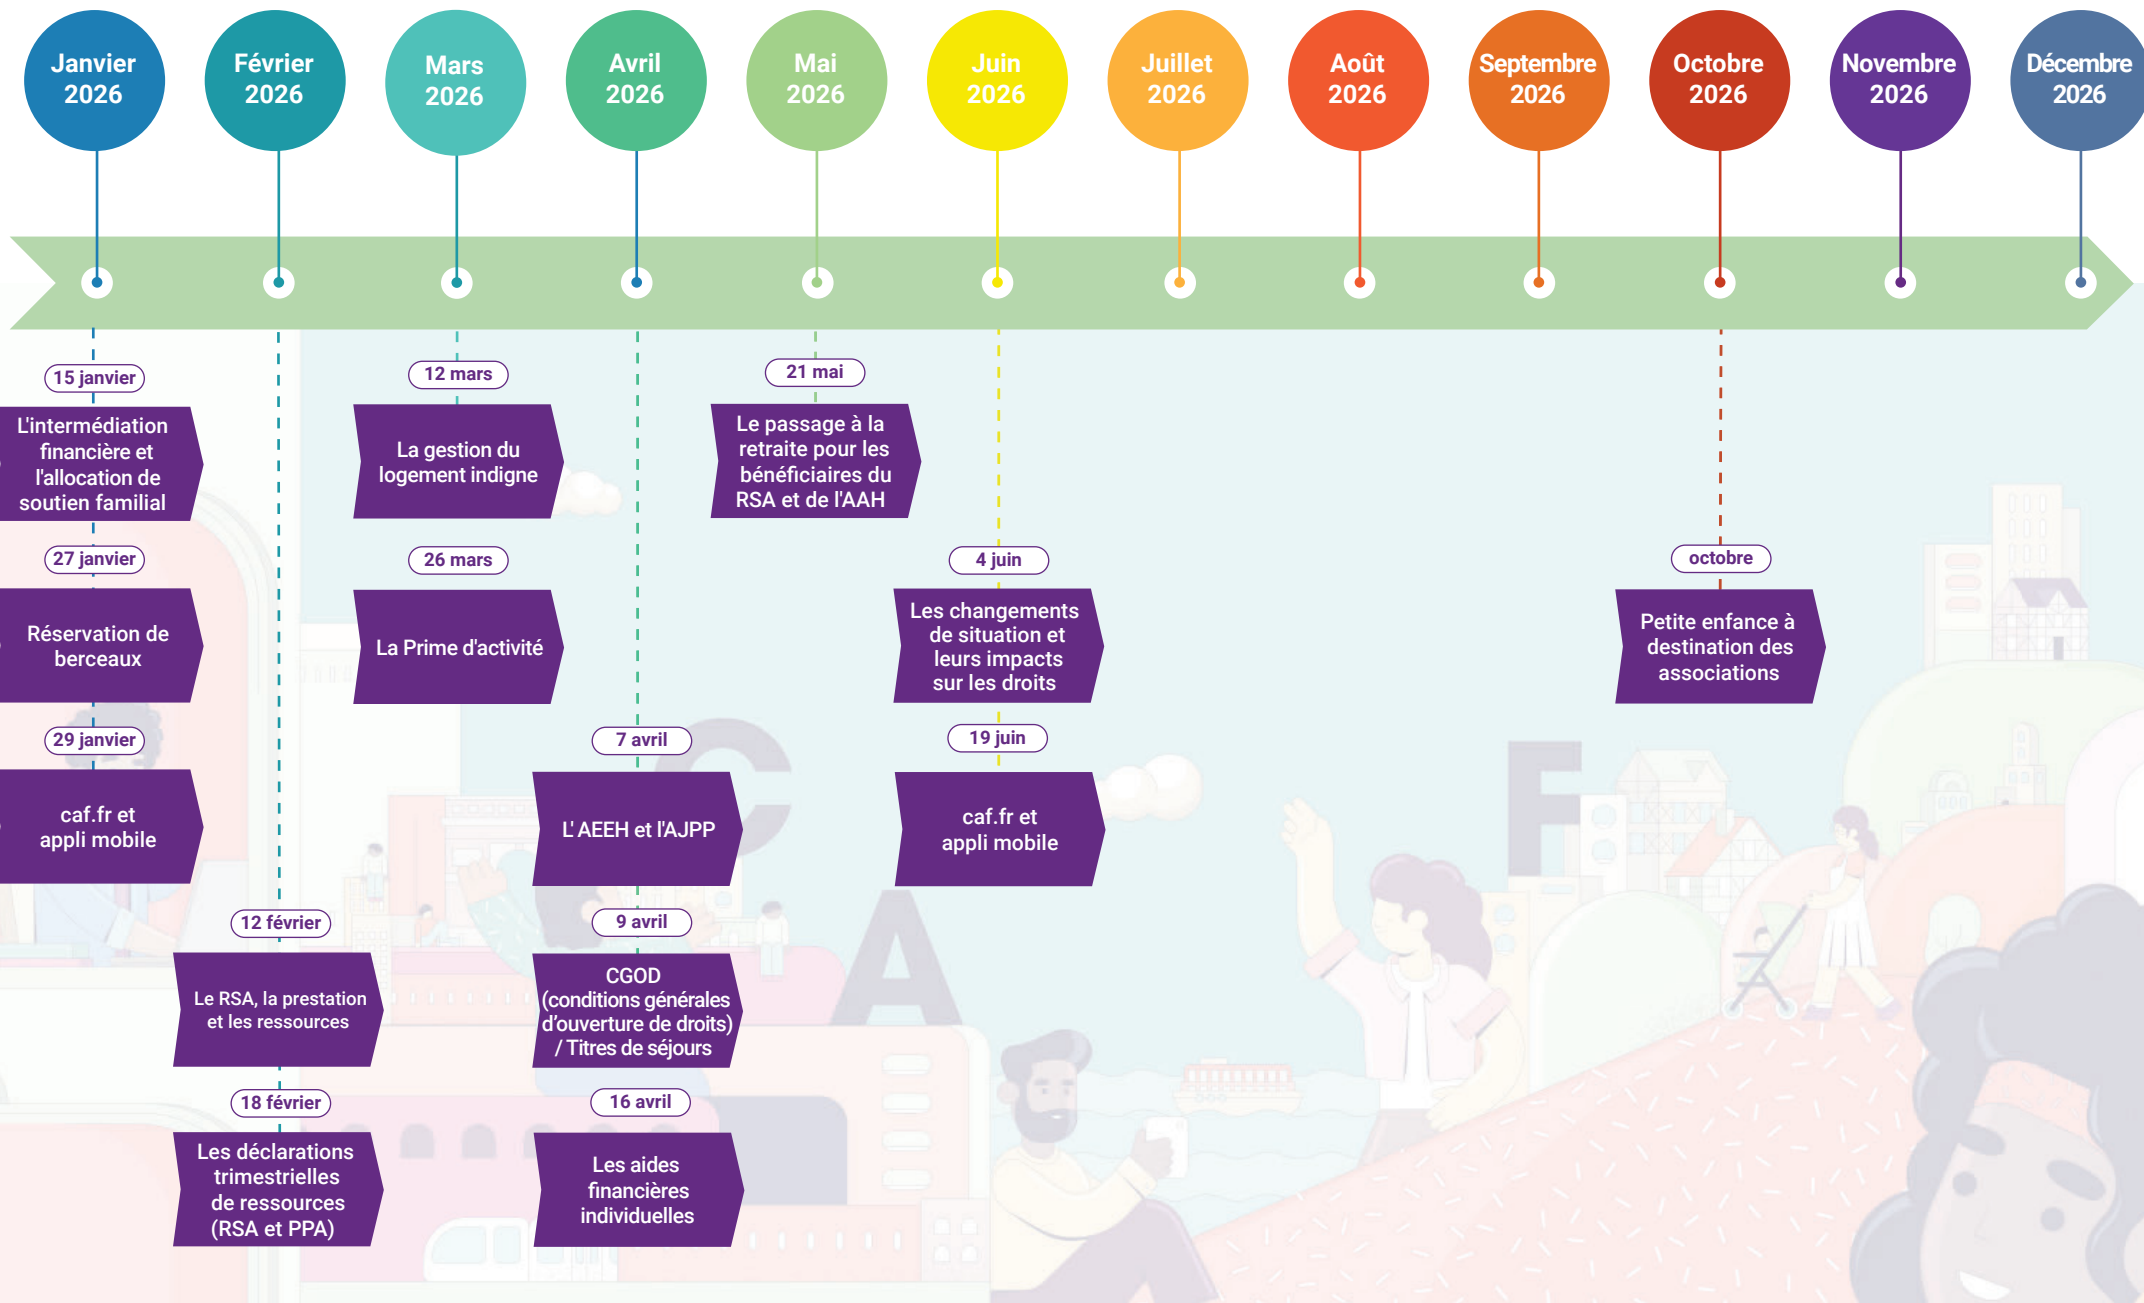 Janvier
2026
Février
2026
Mars
2026
Avril
2026
Mai
2026
Juin
2026
Juillet
2026
Août
2026
Septembre
2026
Octobre
2026
Novembre
2026
Décembre
2026
15 janvier
L'intermédiation
financière et
l'allocation de
soutien familial
27 janvier
Réservation de
berceaux
29 janvier
caf.fr et
appli mobile
12 février
Le RSA, la prestation
et les ressources
18 février
Les déclarations
trimestrielles
de ressources
(RSA et PPA)
12 mars
La gestion du
logement indigne
26 mars
La Prime d'activité
7 avril
L' AEEH et l'AJPP
9 avril
CGOD
(conditions générales
d’ouverture de droits)
/ Titres de séjours
16 avril
Les aides
financières
individuelles
21 mai
Le passage à la
retraite pour les
bénéficiaires du
RSA et de l'AAH
4 juin
Les changements
de situation et
leurs impacts
sur les droits
19 juin
caf.fr et
appli mobile
octobre
Petite enfance à
destination des
associations
C
A
F